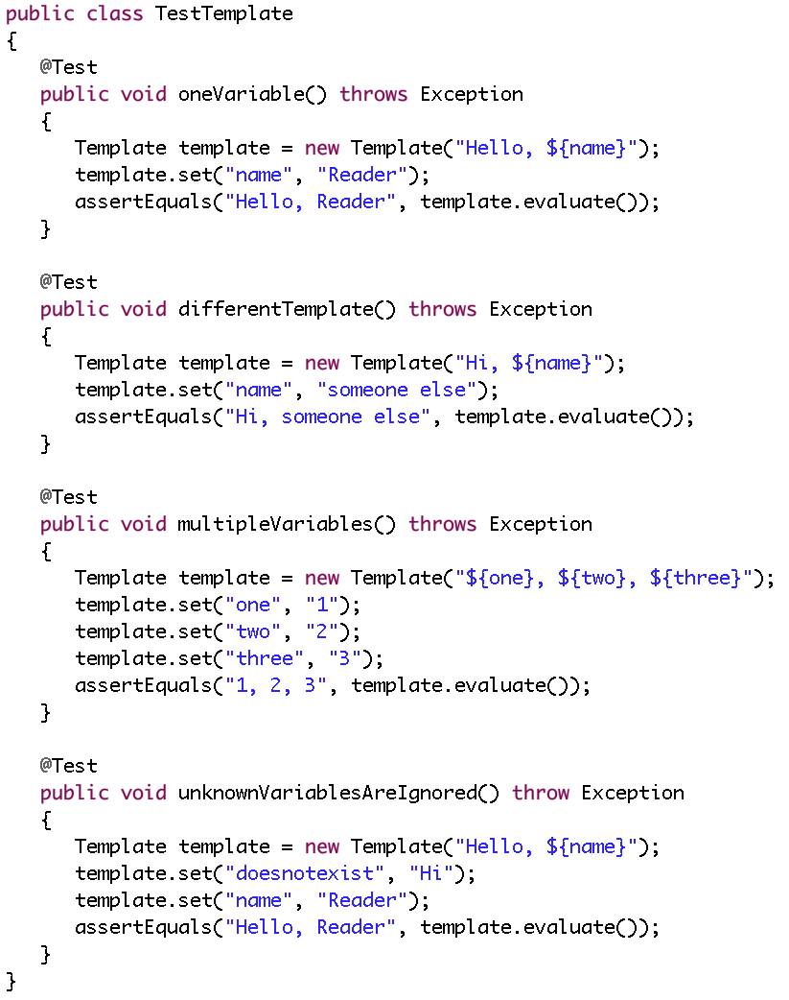 public class TestTemplate
{
   @Test
   public void oneVariable() throws Exception
   {
      Template template = new Template("Hello, ${name}");
      template.set("name", "Reader");
      assertEquals("Hello, Reader", template.evaluate());
   }

   @Test
   public void differentTemplate() throws Exception
   {
      Template template = new Template("Hi, ${name}");
      template.set("name", "someone else");
      assertEquals("Hi, someone else", template.evaluate());
   }

   @Test
   public void multipleVariables() throws Exception
   {
      Template template = new Template("${one}, ${two}, ${three}");
      template.set("one", "1");
      template.set("two", "2");
      template.set("three", "3");
      assertEquals("1, 2, 3", template.evaluate());
   }

   @Test
   public void unknownVariablesAreIgnored() throw Exception
   {
      Template template = new Template("Hello, ${name}");
      template.set("doesnotexist", "Hi");
      template.set("name", "Reader");
      assertEquals("Hello, Reader", template.evaluate());
   }
}